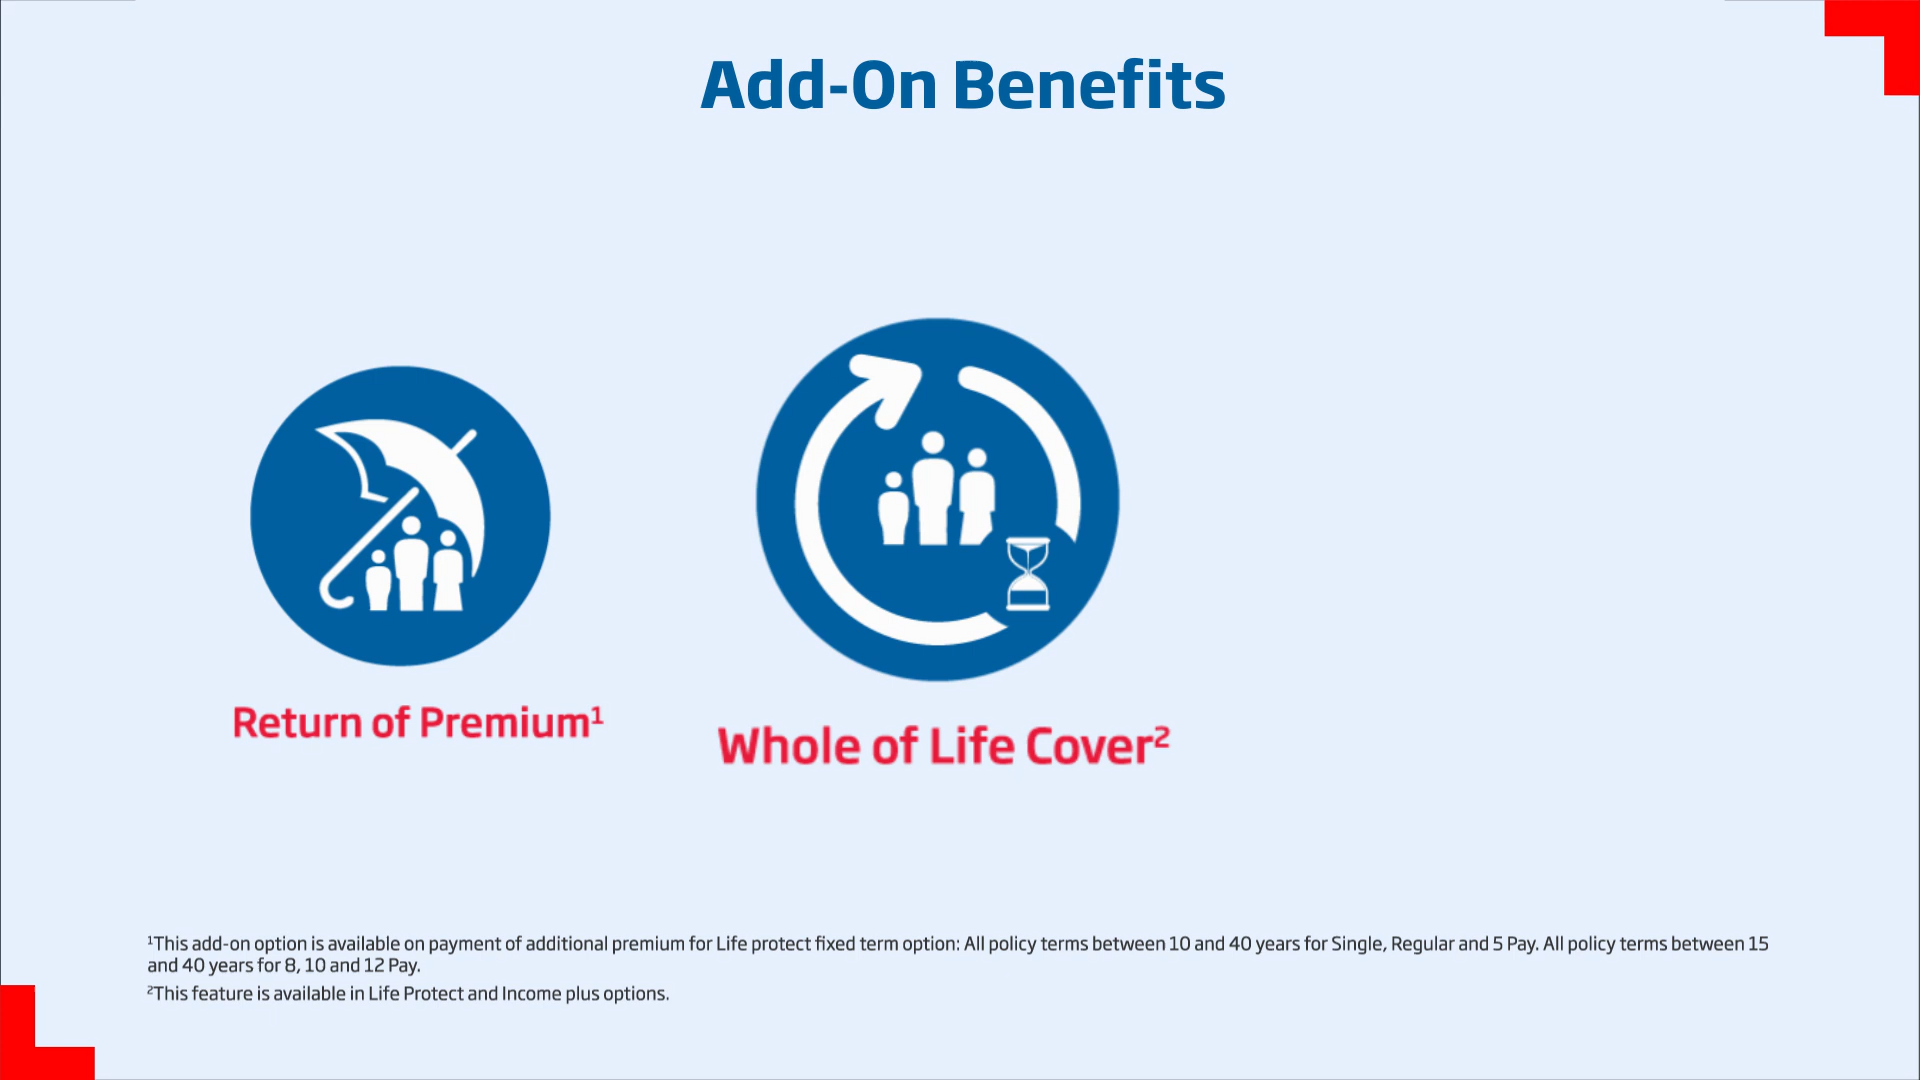 Add-On Benefits
Return of Premium¹
Whole of Life Cover²
¹This add-on option is available on payment of additional premium for Life protect fixed term option: All policy terms between 10 and 40 years for Single, Regular and 5 Pay. All policy terms between 15
and 40 years for 8, 10 and 12 Pay.
²This feature is available in Life Protect and Income plus options.